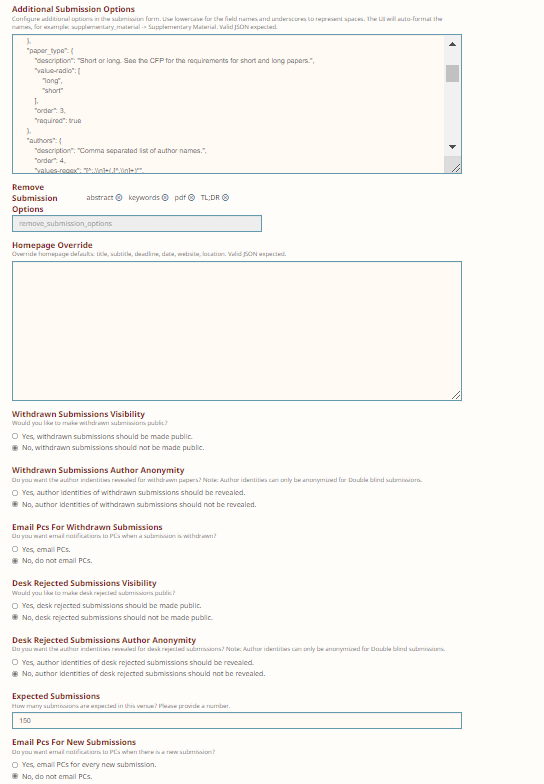 Additional Submission Options
Configure additional options in the submission form. Use lowercase for the field names and underscores to represent spaces. The UI will auto-format the
names, for example: supplementary_material -> Supplementary Material. Valid JSON expected.
},
"paper_type": {
"description": "Short or long. See the CFP for the requirements for short and long papers.",
"value-radio": [
"long",
"short"
],
"order": 3,
"required": true
},
"authors": {
"description": "Comma separated list of author names.",
"order": 4,
Remove
Submission
Options
abstract keywords pdf TL;DR
remove_submission_options
Homepage Override
Override homepage defaults: title, subtitle, deadline, date, website, location. Valid JSON expected.
Withdrawn Submissions Visibility
Would you like to make withdrawn submissions public?
Yes, withdrawn submissions should be made public.
No, withdrawn submissions should not be made public.
Withdrawn Submissions Author Anonymity
Do you want the author identities revealed for withdrawn papers? Note: Author identities can only be anonymized for Double blind submissions.
Yes, author identities of withdrawn submissions should be revealed.
No, author identities of withdrawn submissions should not be revealed.
Email Pcs For Withdrawn Submissions
Do you want email notifications to PCs when a submission is withdrawn?
Yes, email PCs.
No, do not email PCs.
Desk Rejected Submissions Visibility
Would you like to make desk rejected submissions public?
Yes, desk rejected submissions should be made public.
No, desk rejected submissions should not be made public.
Desk Rejected Submissions Author Anonymity
Do you want the author identities revealed for desk rejected submissions? Note: Author identities can only be anonymized for Double blind submissions.
Yes, author identities of desk rejected submissions should be revealed.
No, author identities of desk rejected submissions should not be revealed.
Expected Submissions
How many submissions are expected in this venue? Please provide a number.
150
Email Pcs For New Submissions
Do you want email notifications to PCs when there is a new submission?
Yes, email PCs for every new submission.
No, do not email PCs.